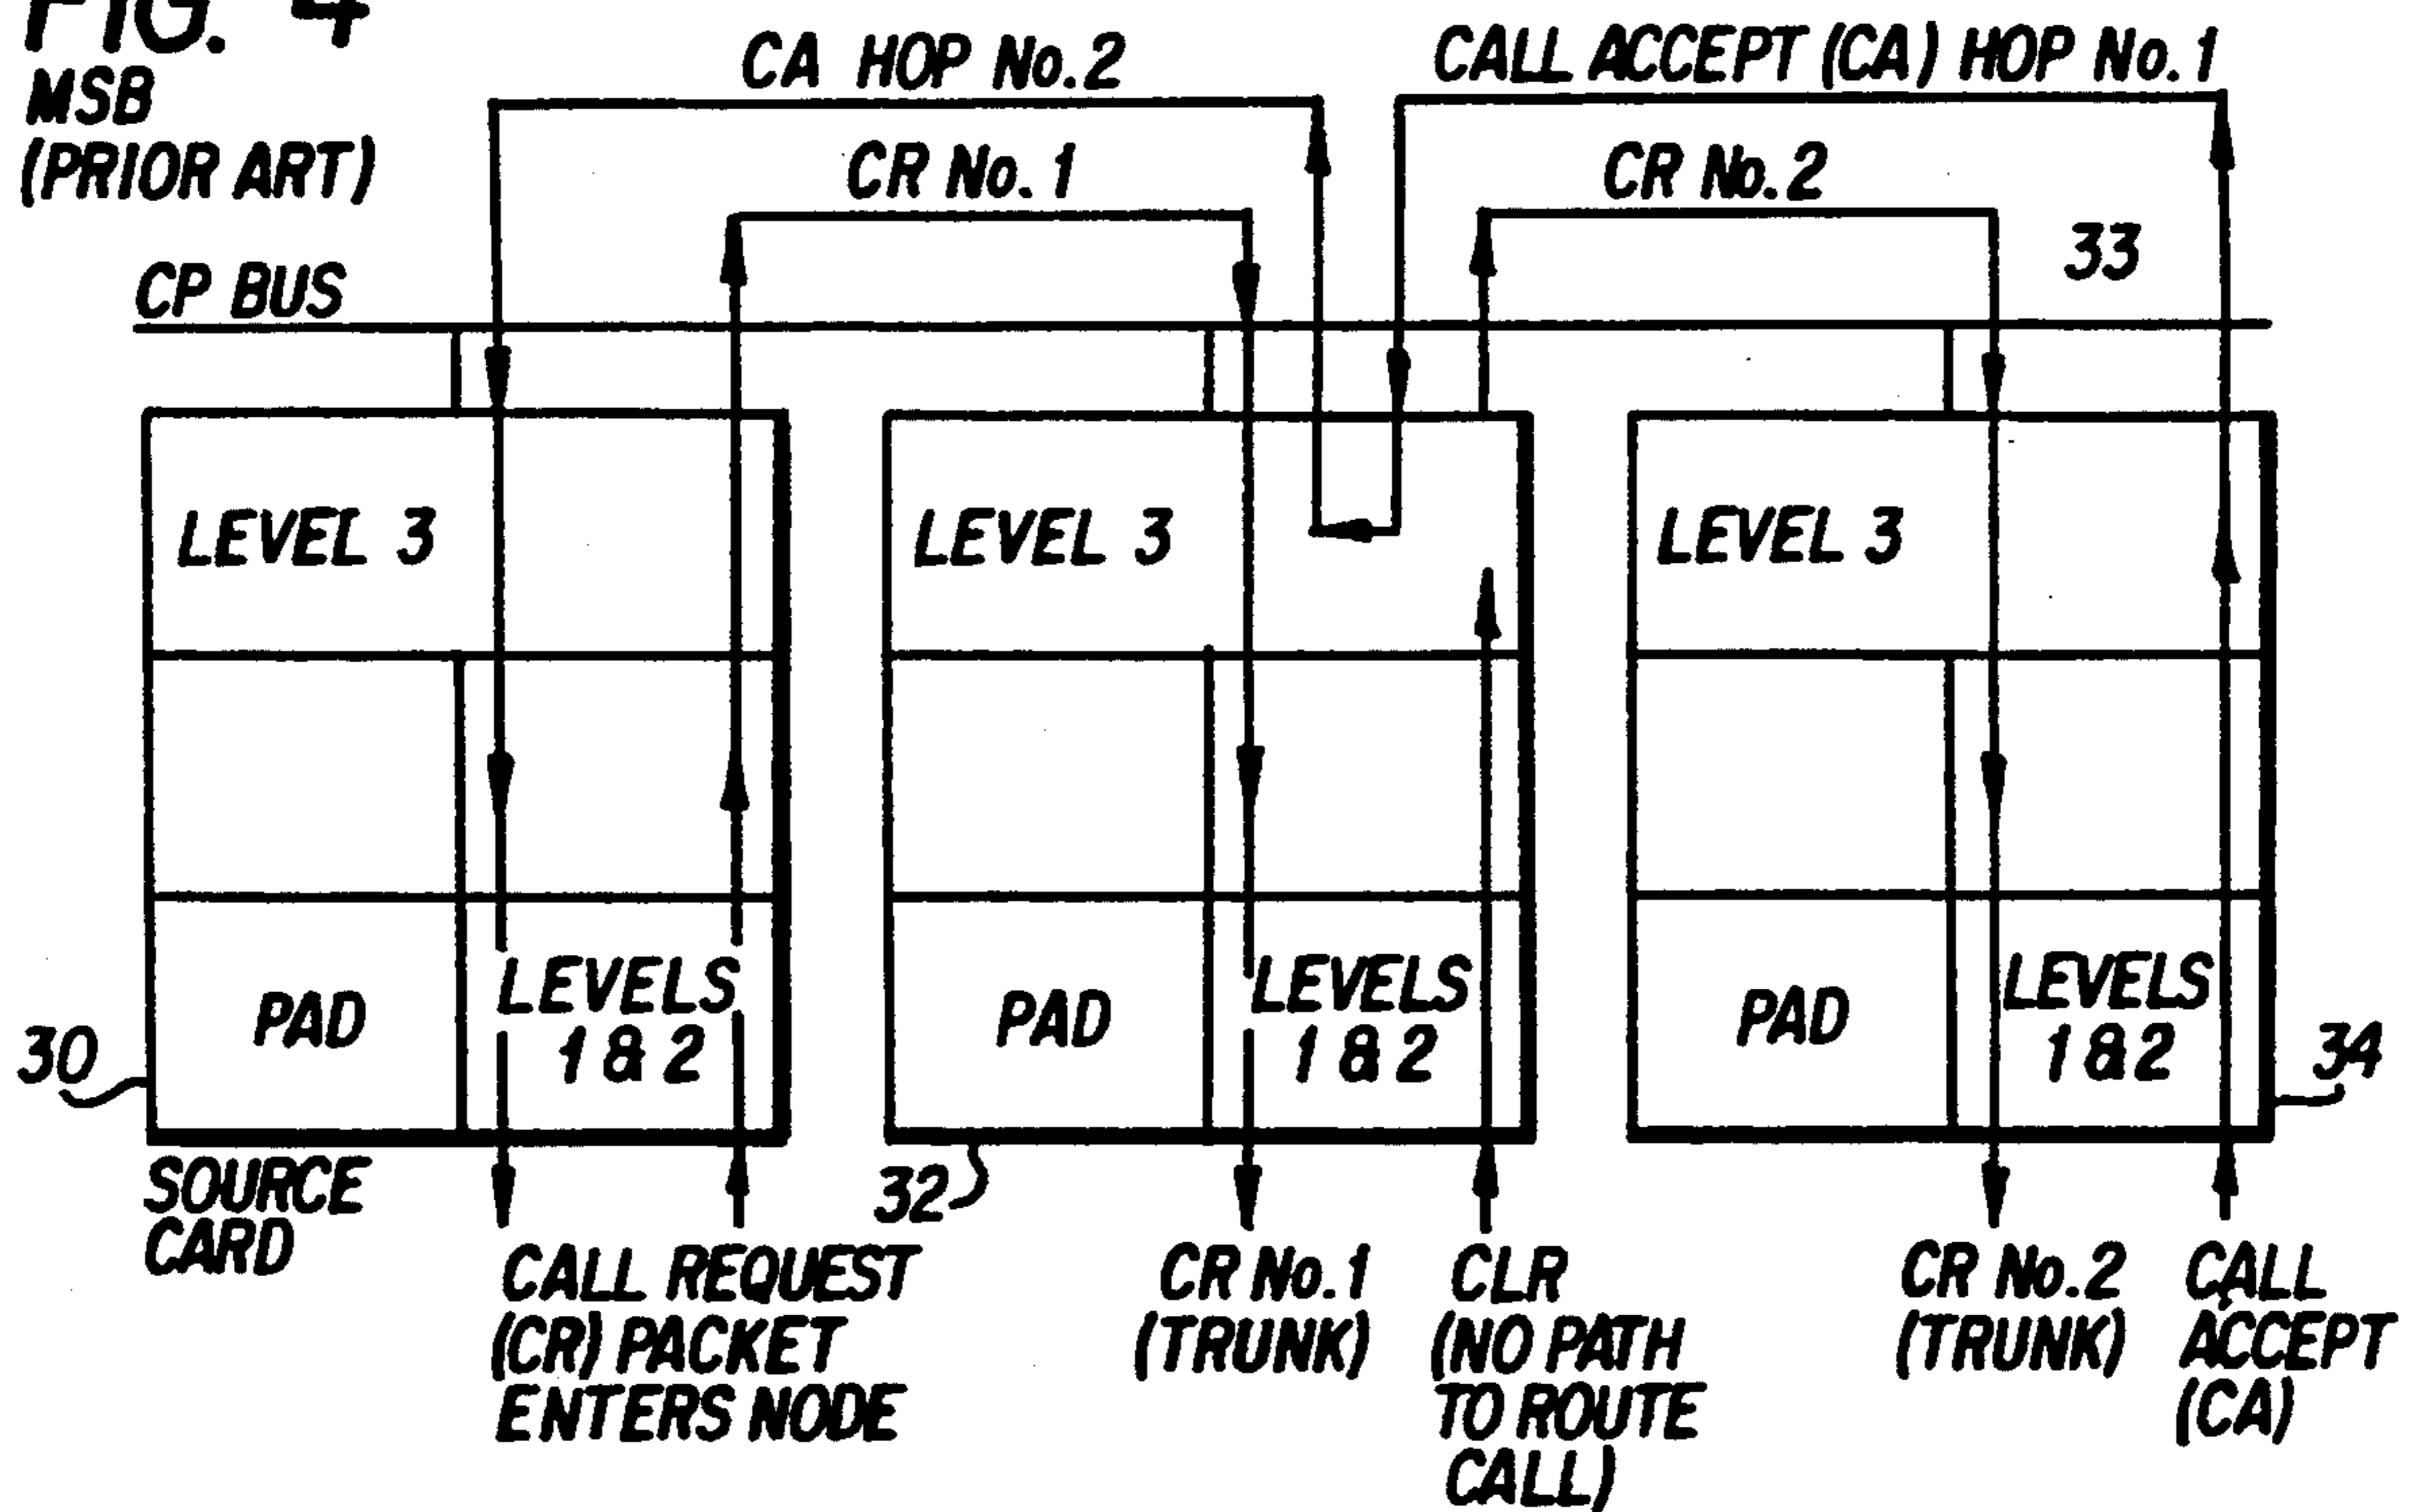 FIG. 4
MSB
(PRIOR ART)
CA HOP No. 2
CALL ACCEPT (CA) HOP No. 1
CR No. 1
CR No. 2
33
CP BUS
LEVEL 3
LEVEL 3
LEVEL 3
PAD
LEVELS
1 & 2
PAD
LEVELS
1 & 2
PAD
LEVELS
1 & 2
30
32
34
SOURCE
CARD
CALL REQUEST
(CR) PACKET
ENTERS NODE
CR No. 1
(TRUNK)
CLR
(NO PATH
TO ROUTE
CALL)
CR No. 2
(TRUNK)
CALL
ACCEPT
(CA)